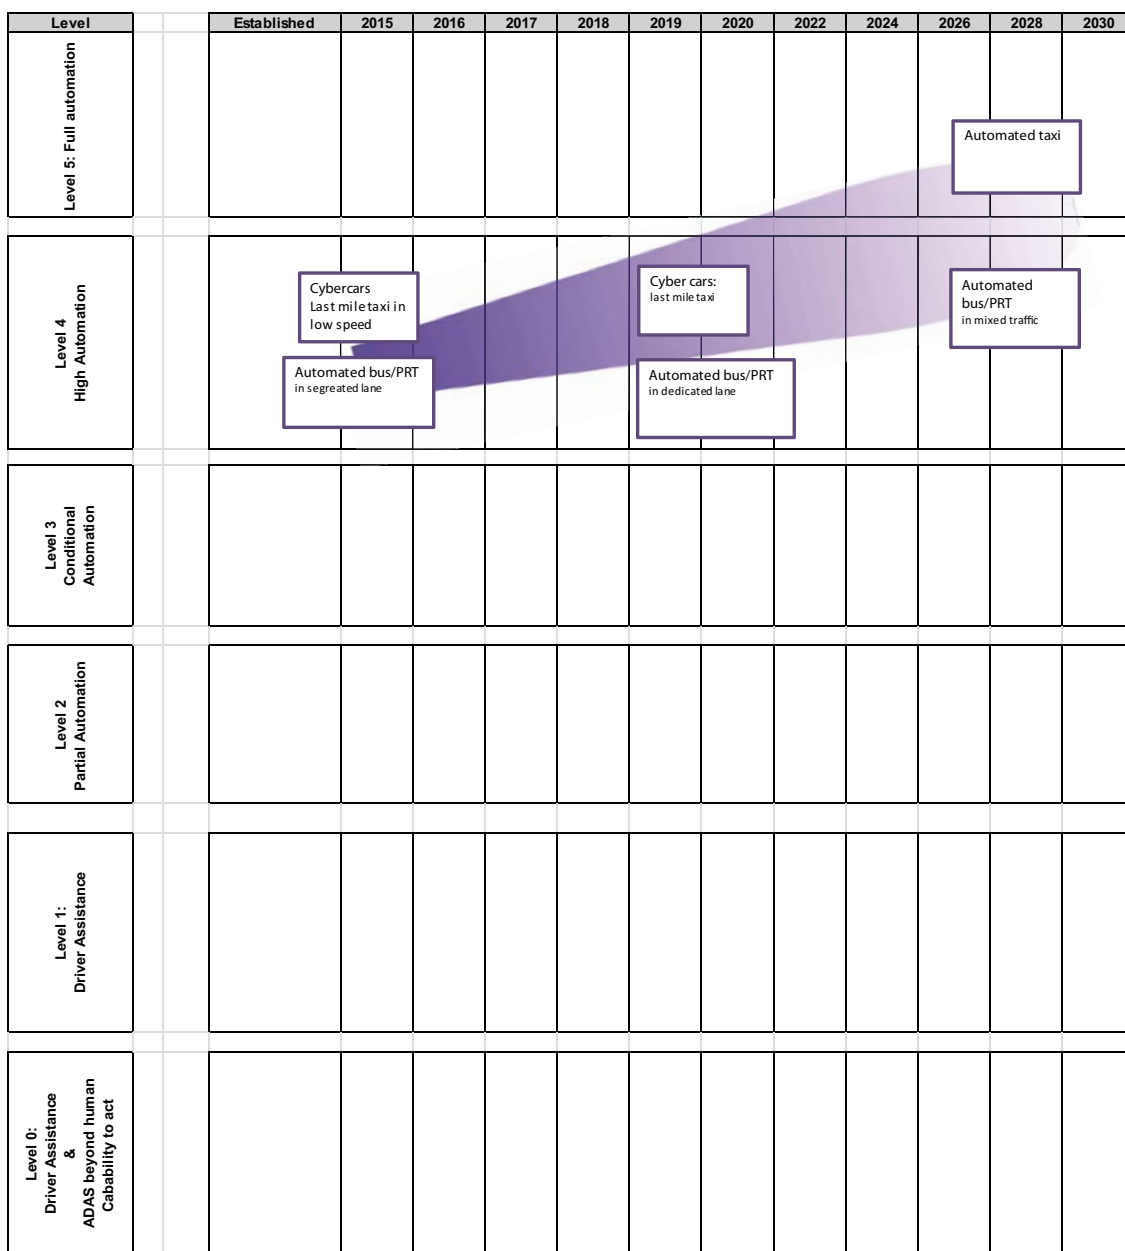 Level Established 2015 2016 2017 2018 2019 2020 2022 2024 2026 2028 2030
Level 5: Full automation
Automated taxi
Level 4
High Automation
Cybercars
Last mile taxi in
low speed
Automated bus/PRT
in segreated lane
Cyber cars:
last mile taxi
Automated bus/PRT
in dedicated lane
Automated
bus/PRT
in mixed traffic
Level 3
Conditional
Automation
Level 2
Partial Automation
Level 1:
Driver Assistance
Level 0:
Driver Assistance
&
ADAS beyond human
Cabability to act